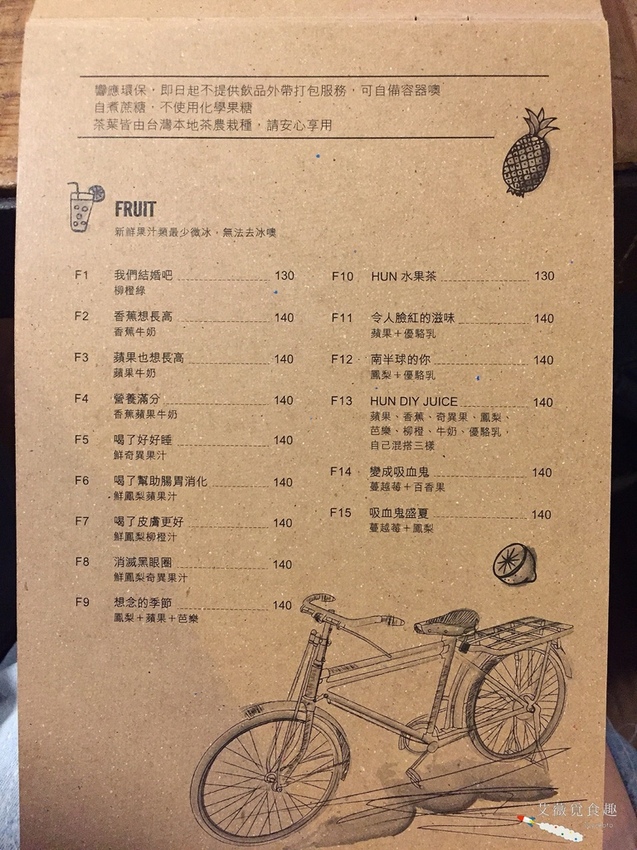 響應環保，即日起不提供飲品外帶打包服務，可自備容器噢
自煮蔗糖，不使用化學果糖
茶葉皆由台灣本地茶農栽種，請安心享用
FRUIT
新鮮果汁類最少微冰，無法去冰噢
F1 我們結婚吧 130
柳橙綠
F2 香蕉想長高 140
香蕉牛奶
F3 蘋果也想長高 140
蘋果牛奶
F4 營養滿分 140
香蕉蘋果牛奶
F5 喝了好好睡 140
鮮奇異果汁
F6 喝了幫助腸胃消化 140
鮮鳳梨蘋果汁
F7 喝了皮膚更好 140
鮮鳳梨柳橙汁
F8 消滅黑眼圈 140
鮮鳳梨奇異果汁
F9 想念的季節 140
鳳梨＋蘋果＋芭樂
F10 HUN 水果茶 130
F11 令人臉紅的滋味 140
蘋果＋優駱乳
F12 南半球的你 140
鳳梨＋優駱乳
F13 HUN DIY JUICE 140
蘋果、香蕉、奇異果、鳳梨、
芭樂、柳橙、牛奶、優駱乳，
自己混搭三樣
F14 變成吸血鬼 140
蔓越莓＋百香果
F15 吸血鬼盛夏 140
蔓越莓＋鳳梨
艾薇覓食趣